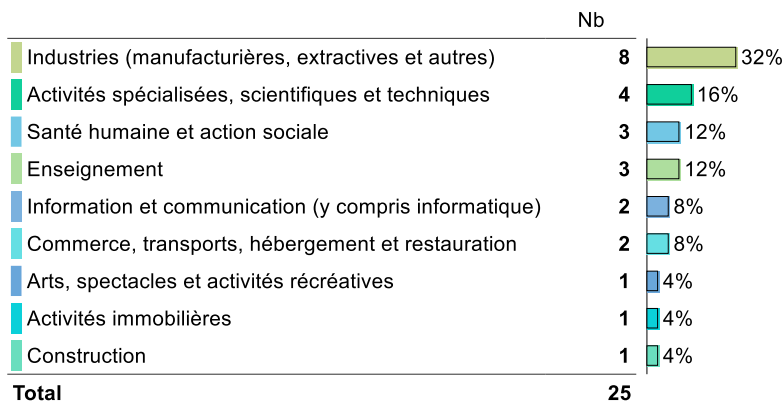 Nb
Industries (manufacturières, extractives et autres) 8 32%
Activités spécialisées, scientifiques et techniques 4 16%
Santé humaine et action sociale 3 12%
Enseignement 3 12%
Information et communication (y compris informatique) 2 8%
Commerce, transports, hébergement et restauration 2 8%
Arts, spectacles et activités récréatives 1 4%
Activités immobilières 1 4%
Construction 1 4%
Total 25